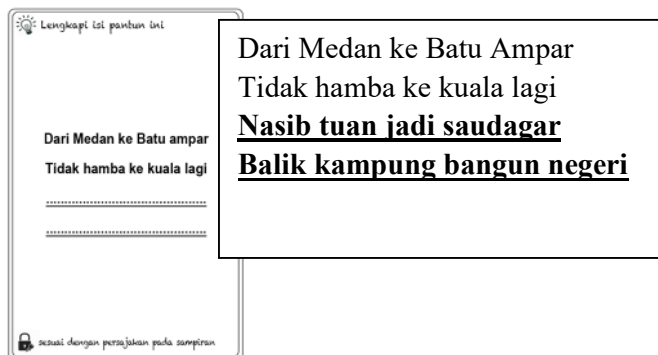 Lengkapi isi pantun ini
Dari Medan ke Batu ampar
Tidak hamba ke kuala lagi
sesuai dengan persajakan pada sampiran
Dari Medan ke Batu Ampar
Tidak hamba ke kuala lagi
Nasib tuan jadi saudagar
Balik kampung bangun negeri